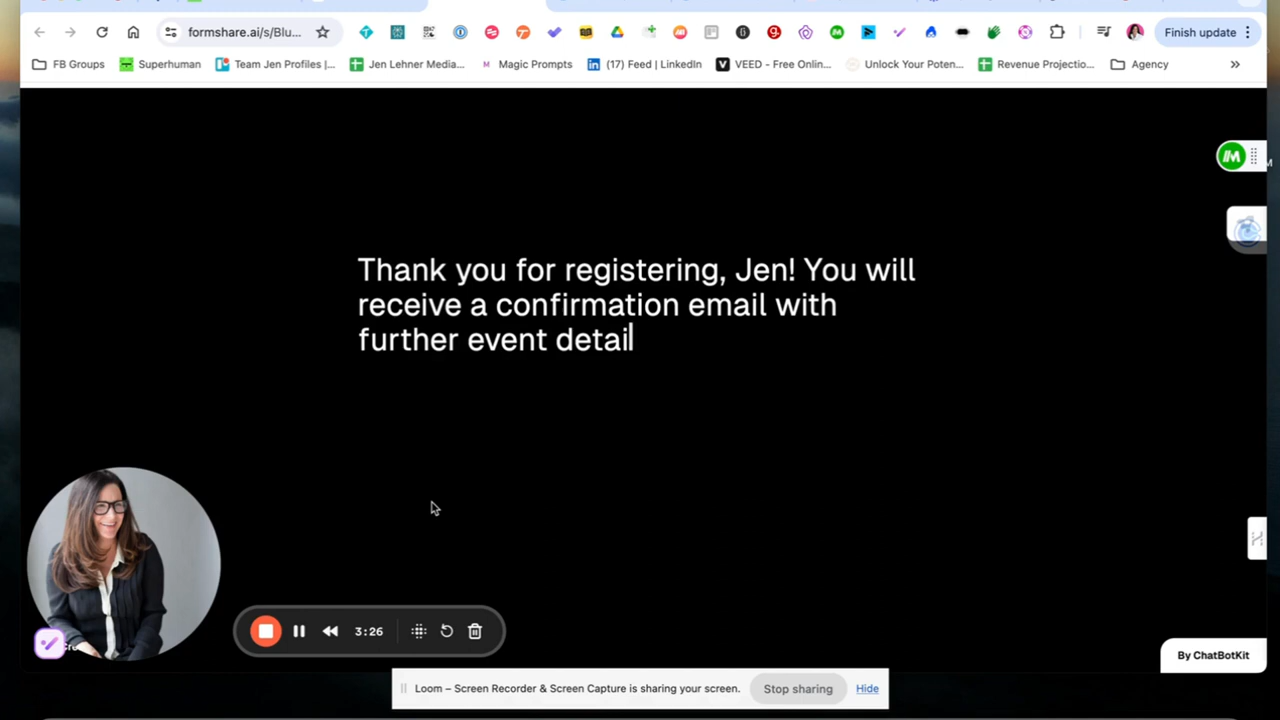 formshare.ai/s/Blu...
Finish update
FB Groups
Superhuman
Team Jen Profiles |...
Jen Lehner Media...
Magic Prompts
(17) Feed | LinkedIn
VEED - Free Onlin...
Unlock Your Poten...
Revenue Projectio...
Agency
Thank you for registering, Jen! You will
receive a confirmation email with
further event detail
3:26
By ChatBotKit
Loom – Screen Recorder & Screen Capture is sharing your screen.
Stop sharing
Hide